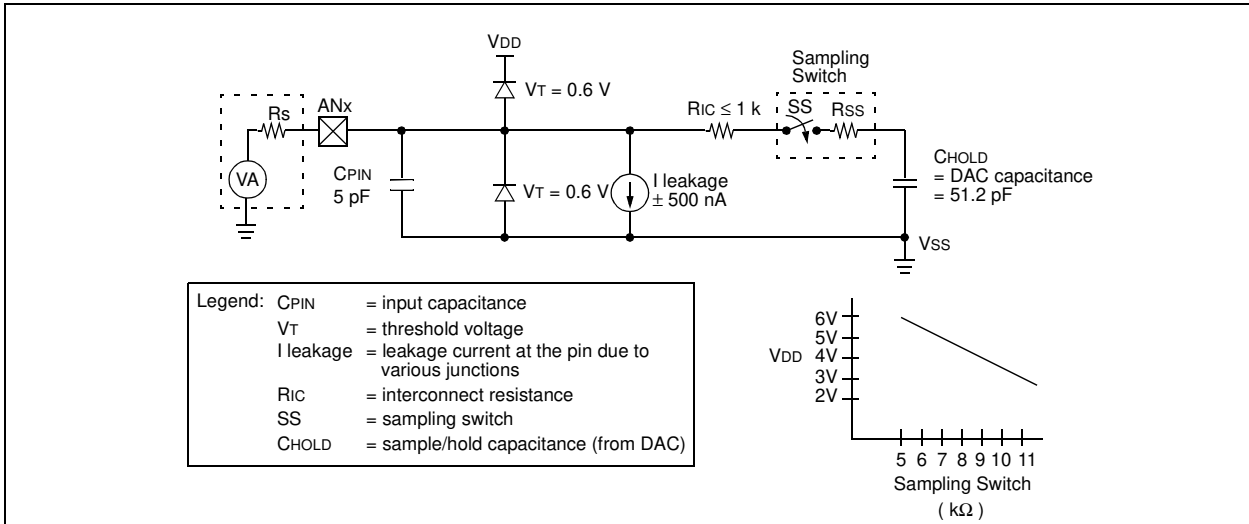 VDD
VT = 0.6 V
Sampling
Switch
Rs
ANx
RIC ≤ 1 k
SS
RSS
VA
CPIN
5 pF
VT = 0.6 V
I leakage
± 500 nA
CHOLD
= DAC capacitance
= 51.2 pF
VSS
Legend: CPIN = input capacitance
VT = threshold voltage
I leakage = leakage current at the pin due to
various junctions
RIC = interconnect resistance
SS = sampling switch
CHOLD = sample/hold capacitance (from DAC)
6V
5V
VDD 4V
3V
2V
5 6 7 8 9 10 11
Sampling Switch
( kΩ )